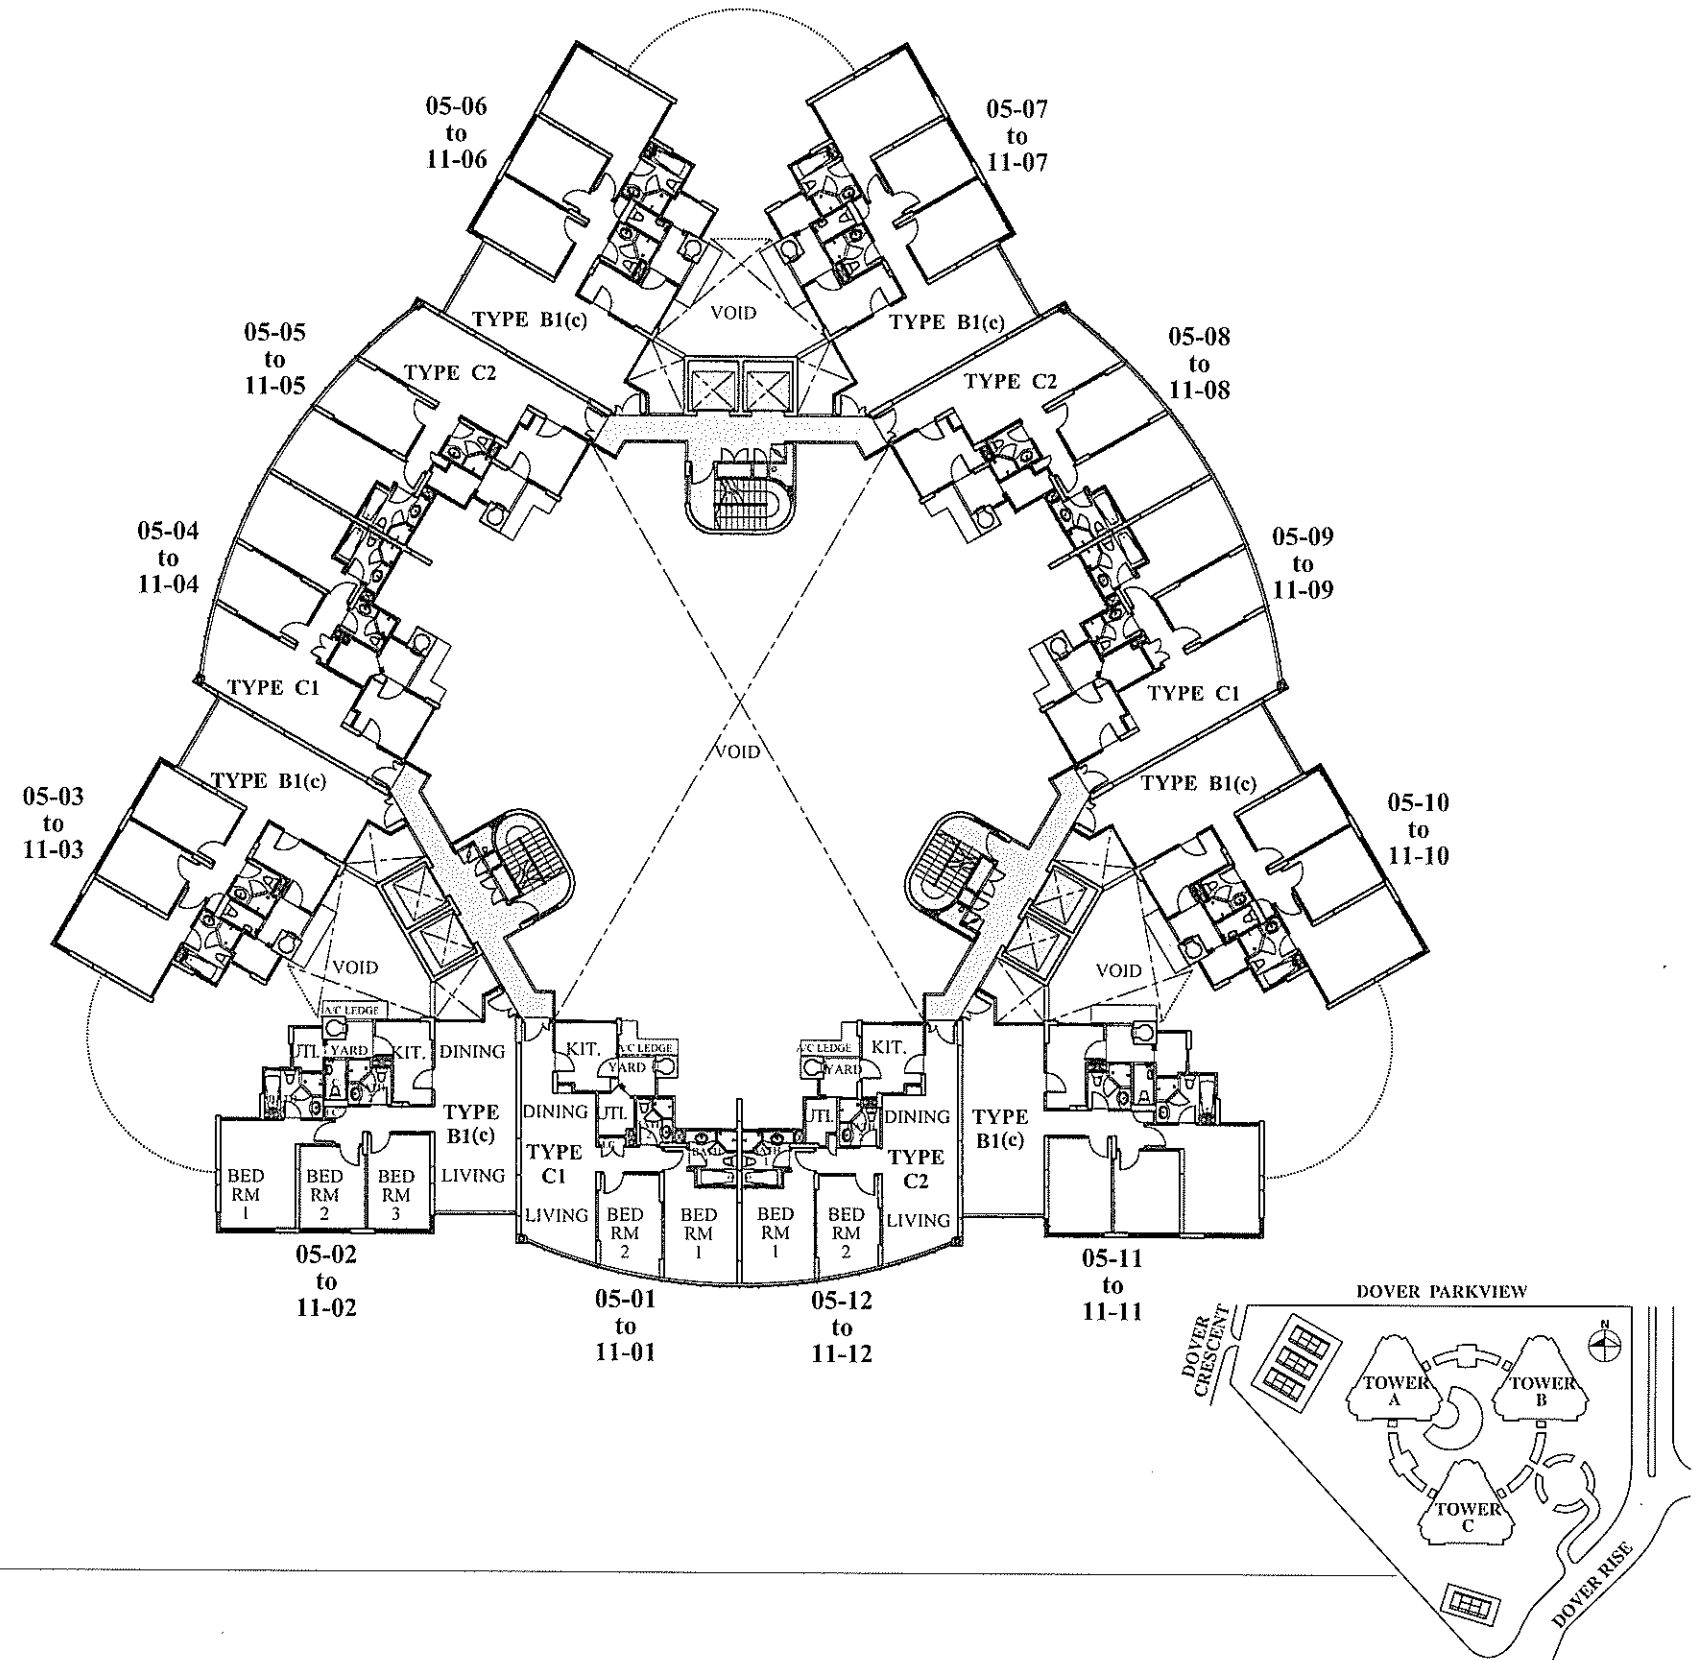 05-06
to
11-06
05-07
to
11-07
VOID
TYPE B1(c)
TYPE B1(c)
05-05
to
11-05
TYPE C2
TYPE C2
05-08
to
11-08
05-04
to
11-04
05-09
to
11-09
TYPE C1
TYPE C1
VOID
05-03
to
11-03
TYPE B1(c)
TYPE B1(c)
05-10
to
11-10
VOID
VOID
A/C LEDGE
UTI.
YARD
KIT.
DINING
TYPE
B1(c)
LIVING
BED
RM
1
BED
RM
2
BED
RM
3
KIT.
A/C LEDGE
YARD
DINING
UTI.
TYPE
C1
LIVING
BED
RM
2
BED
RM
1
A/C LEDGE
KIT.
YARD
UTI.
DINING
TYPE
C2
LIVING
BED
RM
1
BED
RM
2
TYPE
B1(c)
05-02
to
11-02
05-01
to
11-01
05-12
to
11-12
05-11
to
11-11
DOVER PARKVIEW
DOVER
CRESCENT
N
TOWER
A
TOWER
B
TOWER
C
DOVER RISE